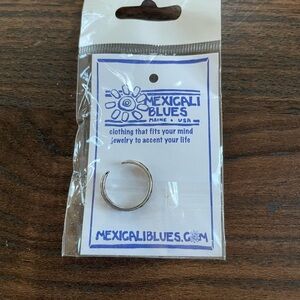 MEXICALI
BLUES
MAINE • USA
clothing that fits your mind
jewelry to accent your life
MEXICALIBLUES.COM